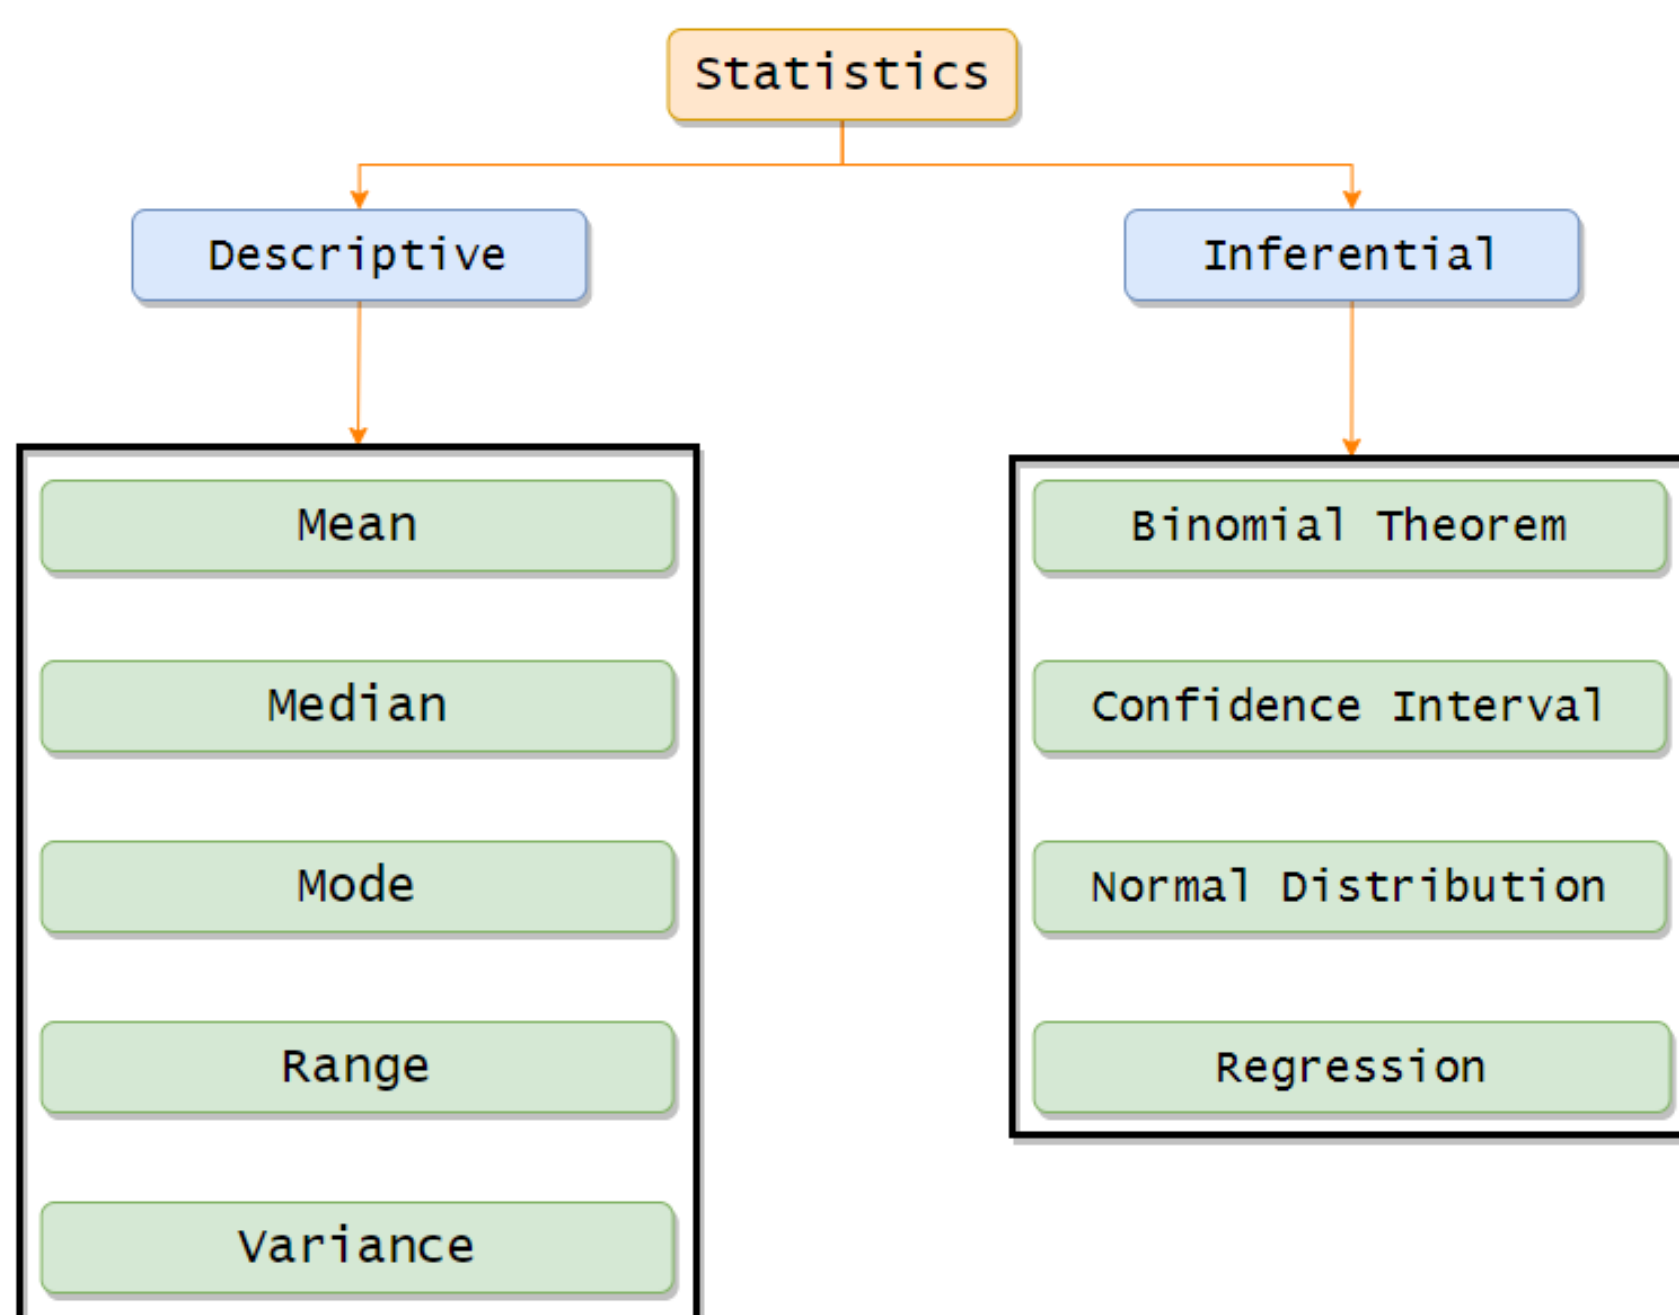 Statistics
Descriptive
Inferential
Mean
Median
Mode
Range
Variance
Binomial Theorem
Confidence Interval
Normal Distribution
Regression